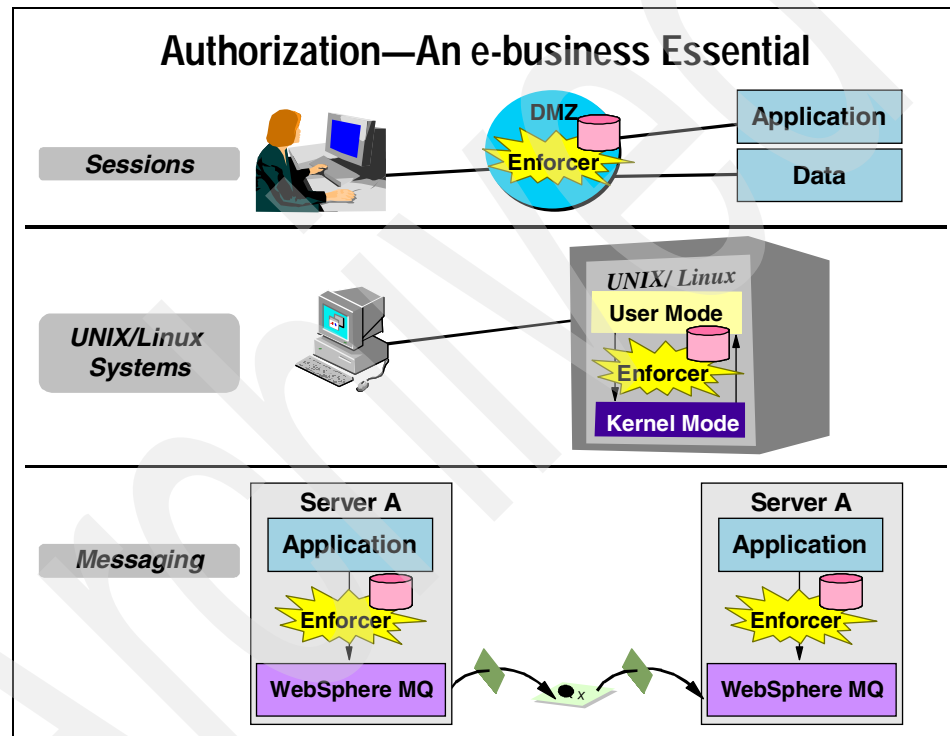 Authorization—An e-business Essential
Sessions
DMZ
Enforcer
Application
Data
UNIX/Linux
Systems
UNIX/ Linux
User Mode
Enforcer
Kernel Mode
Messaging
Server A
Application
Enforcer
WebSphere MQ
x
Server A
Application
Enforcer
WebSphere MQ
Archived